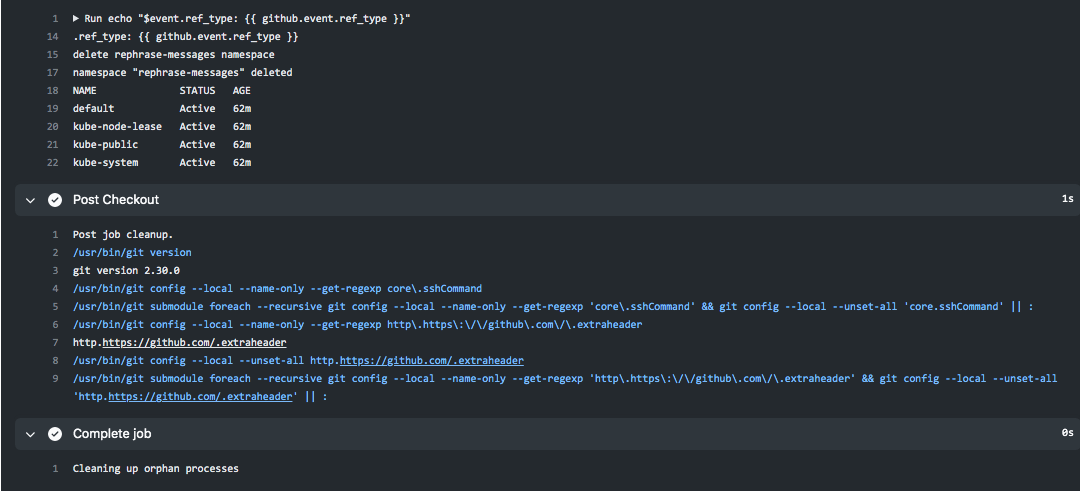 1 ▶ Run echo "$event.ref_type: {{ github.event.ref_type }}"
14 .ref_type: {{ github.event.ref_type }}
15 delete rephrase-messages namespace
17 namespace "rephrase-messages" deleted
18 NAME STATUS AGE
19 default Active 62m
20 kube-node-lease Active 62m
21 kube-public Active 62m
22 kube-system Active 62m
Post Checkout 1s
1 Post job cleanup.
2 /usr/bin/git version
3 git version 2.30.0
4 /usr/bin/git config --local --name-only --get-regexp core\.sshCommand
5 /usr/bin/git submodule foreach --recursive git config --local --name-only --get-regexp 'core\.sshCommand' && git config --local --unset-all 'core.sshCommand' || :
6 /usr/bin/git config --local --name-only --get-regexp http\.https\:\/\/github\.com\/\.extraheader
7 http.https://github.com/.extraheader
8 /usr/bin/git config --local --unset-all http.https://github.com/.extraheader
9 /usr/bin/git submodule foreach --recursive git config --local --name-only --get-regexp 'http\.https\:\/\/github\.com\/\.extraheader' && git config --local --unset-all
'http.https://github.com/.extraheader' || :
Complete job 0s
1 Cleaning up orphan processes